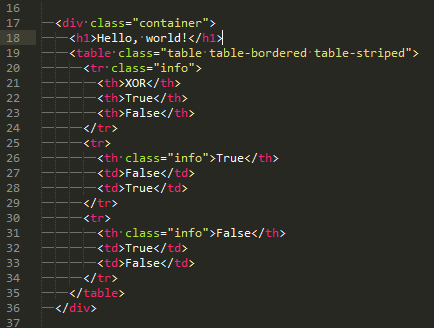 16
17 <div class="container">
18 <h1>Hello, world!</h1>
19 <table class="table table-bordered table-striped">
20 <tr class="info">
21 <th>XOR</th>
22 <th>True</th>
23 <th>False</th>
24 </tr>
25 <tr>
26 <th class="info">True</th>
27 <td>False</td>
28 <td>True</td>
29 </tr>
30 <tr>
31 <th class="info">False</th>
32 <td>True</td>
33 <td>False</td>
34 </tr>
35 </table>
36 </div>
37